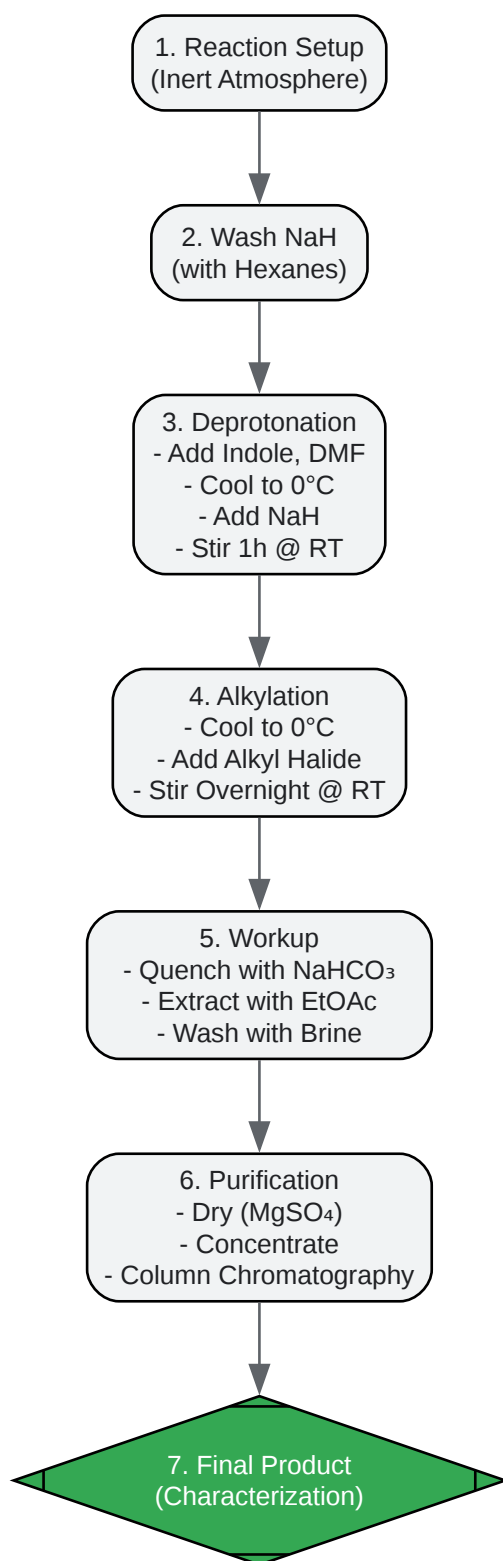 1. Reaction Setup
(Inert Atmosphere)
2. Wash NaH
(with Hexanes)
3. Deprotonation
- Add Indole, DMF
- Cool to 0°C
- Add NaH
- Stir 1h @ RT
4. Alkylation
- Cool to 0°C
- Add Alkyl Halide
- Stir Overnight @ RT
5. Workup
- Quench with NaHCO₃
- Extract with EtOAc
- Wash with Brine
6. Purification
- Dry (MgSO₄)
- Concentrate
- Column Chromatography
7. Final Product
(Characterization)